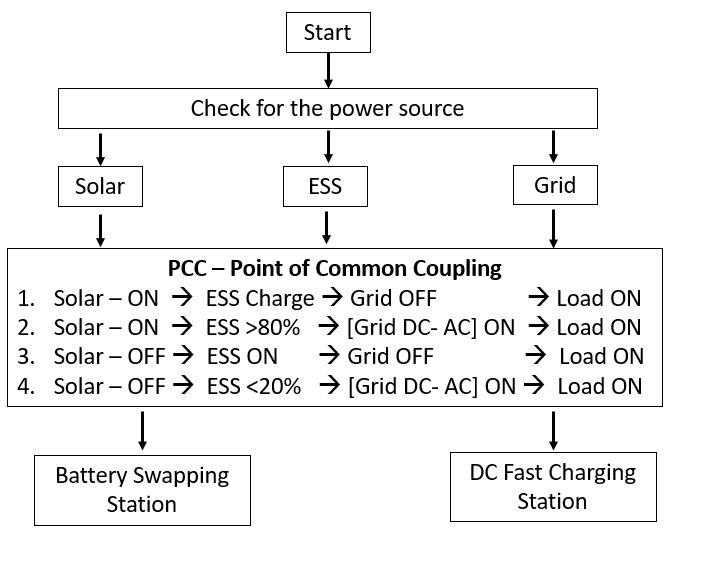 Start
Check for the power source
Solar
ESS
Grid
PCC – Point of Common Coupling
1. Solar – ON → ESS Charge → Grid OFF → Load ON
2. Solar – ON → ESS >80% → [Grid DC- AC] ON → Load ON
3. Solar – OFF → ESS ON → Grid OFF → Load ON
4. Solar – OFF → ESS <20% → [Grid DC- AC] ON → Load ON
Battery Swapping
Station
DC Fast Charging
Station